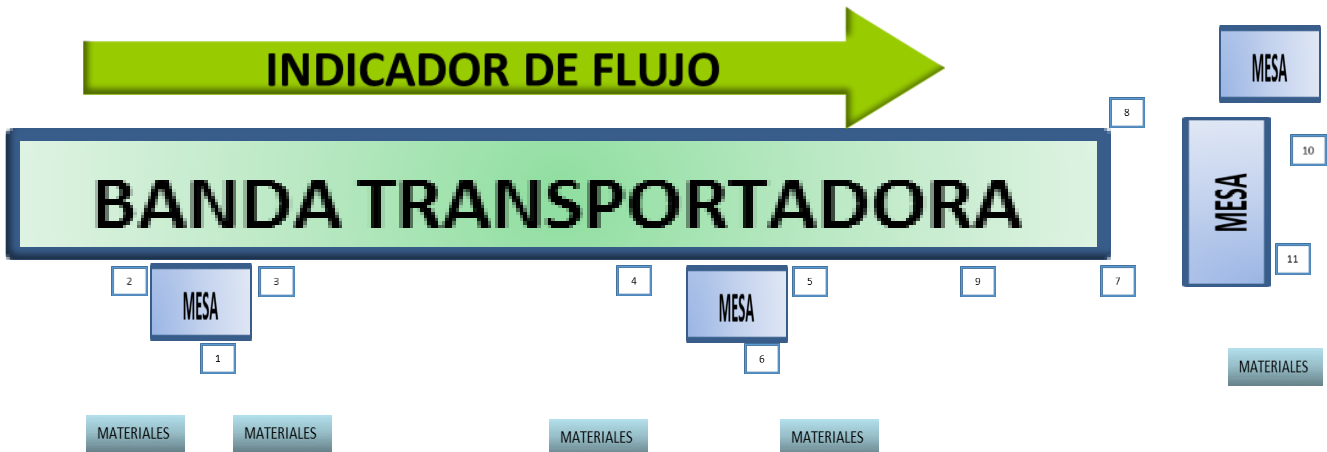 INDICADOR DE FLUJO
MESA
8
BANDA TRANSPORTADORA
MESA
10
11
2
MESA
3
4
MESA
5
9
7
1
6
MATERIALES
MATERIALES
MATERIALES
MATERIALES
MATERIALES